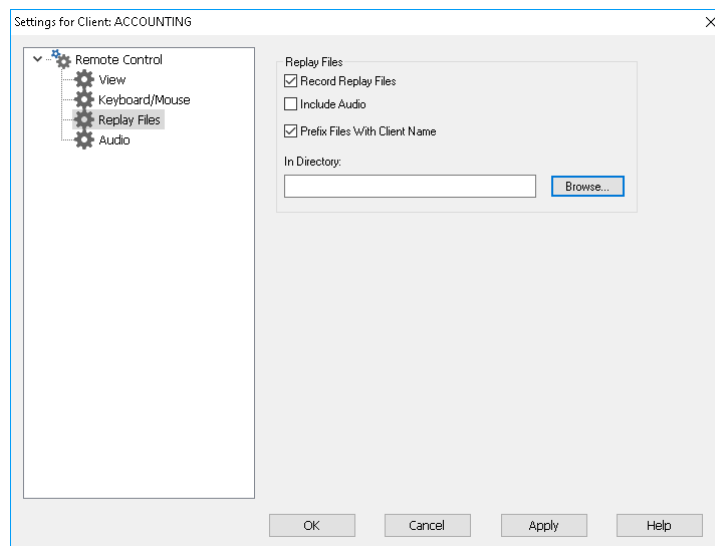 Settings for Client: ACCOUNTING
Remote Control
View
Keyboard/Mouse
Replay Files
Audio
Replay Files
Record Replay Files
Include Audio
Prefix Files With Client Name
In Directory:
Browse...
OK Cancel Apply Help